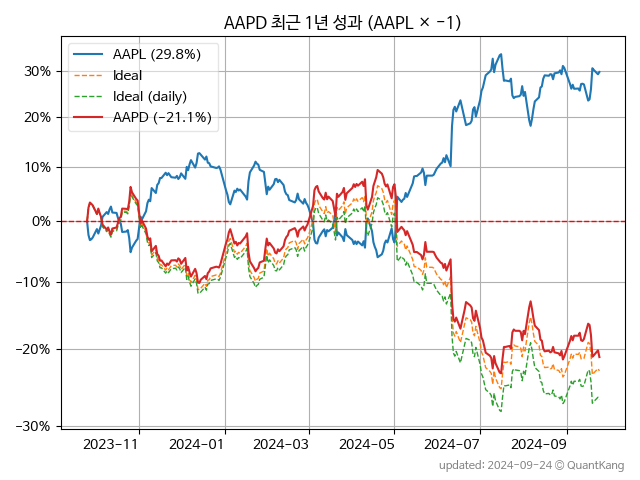 AAPD 최근 1년 성과 (AAPL × −1)
AAPL (29.8%)
Ideal
Ideal (daily)
AAPD (−21.1%)
30%
20%
10%
0%
−10%
−20%
−30%
2023−11 2024−01 2024−03 2024−05 2024−07 2024−09
updated: 2024−09−24 © QuantKang